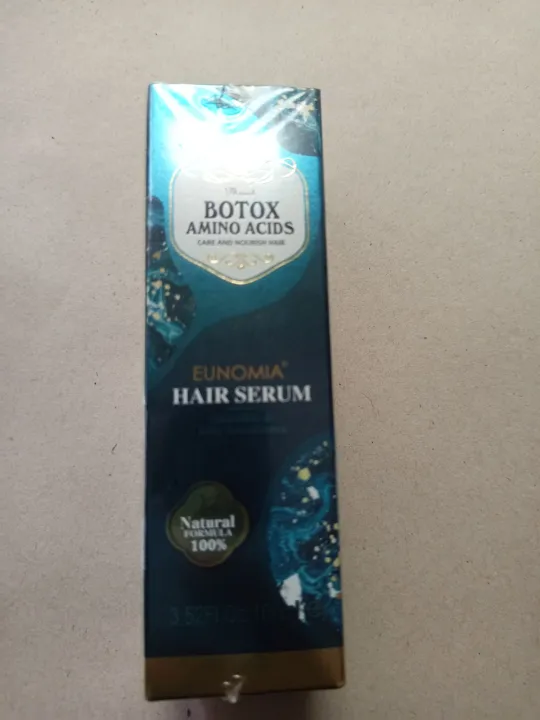 BOTOX
AMINO ACIDS
CARE AND NOURISH HAIR
EUNOMIA®
HAIR SERUM
Natural
FORMULA
100%